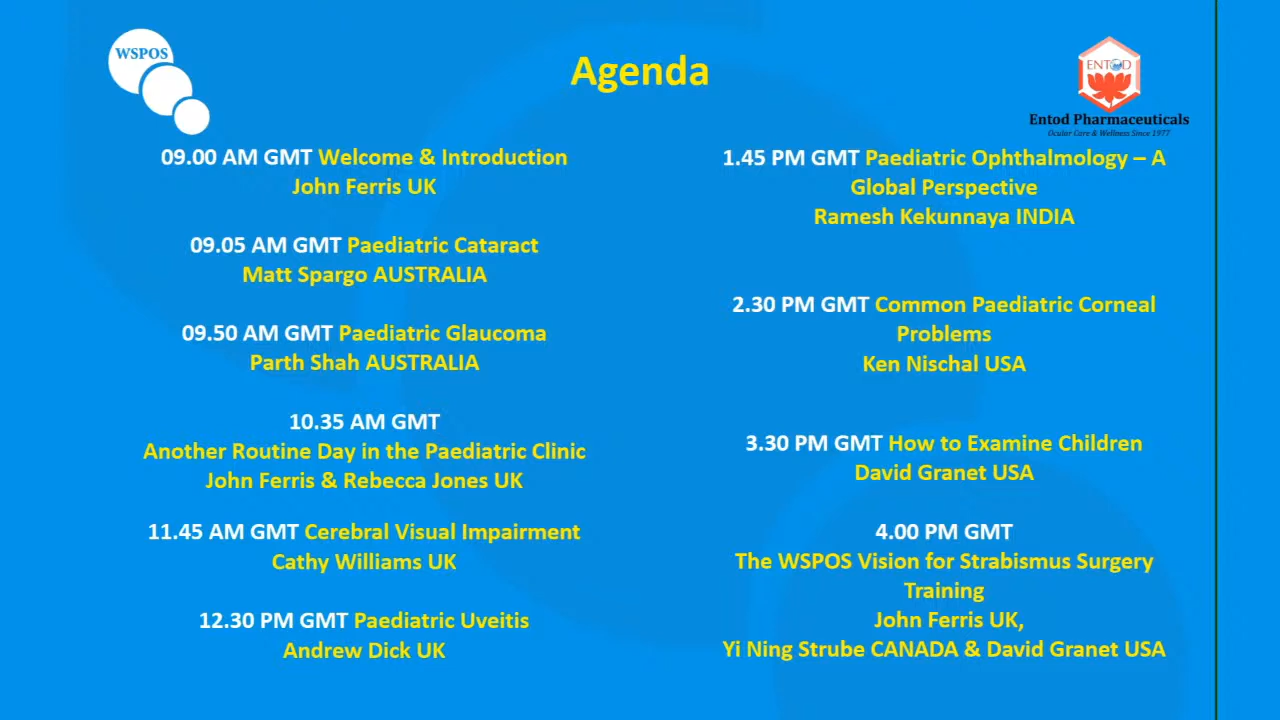 WSPOS
Agenda
ENTOD
Entod Pharmaceuticals
Ocular Care & Wellness Since 1977
09.00 AM GMT Welcome & Introduction
John Ferris UK
09.05 AM GMT Paediatric Cataract
Matt Spargo AUSTRALIA
09.50 AM GMT Paediatric Glaucoma
Parth Shah AUSTRALIA
10.35 AM GMT
Another Routine Day in the Paediatric Clinic
John Ferris & Rebecca Jones UK
11.45 AM GMT Cerebral Visual Impairment
Cathy Williams UK
12.30 PM GMT Paediatric Uveitis
Andrew Dick UK
1.45 PM GMT Paediatric Ophthalmology – A
Global Perspective
Ramesh Kekunnaya INDIA
2.30 PM GMT Common Paediatric Corneal
Problems
Ken Nischal USA
3.30 PM GMT How to Examine Children
David Granet USA
4.00 PM GMT
The WSPOS Vision for Strabismus Surgery
Training
John Ferris UK,
Yi Ning Strube CANADA & David Granet USA